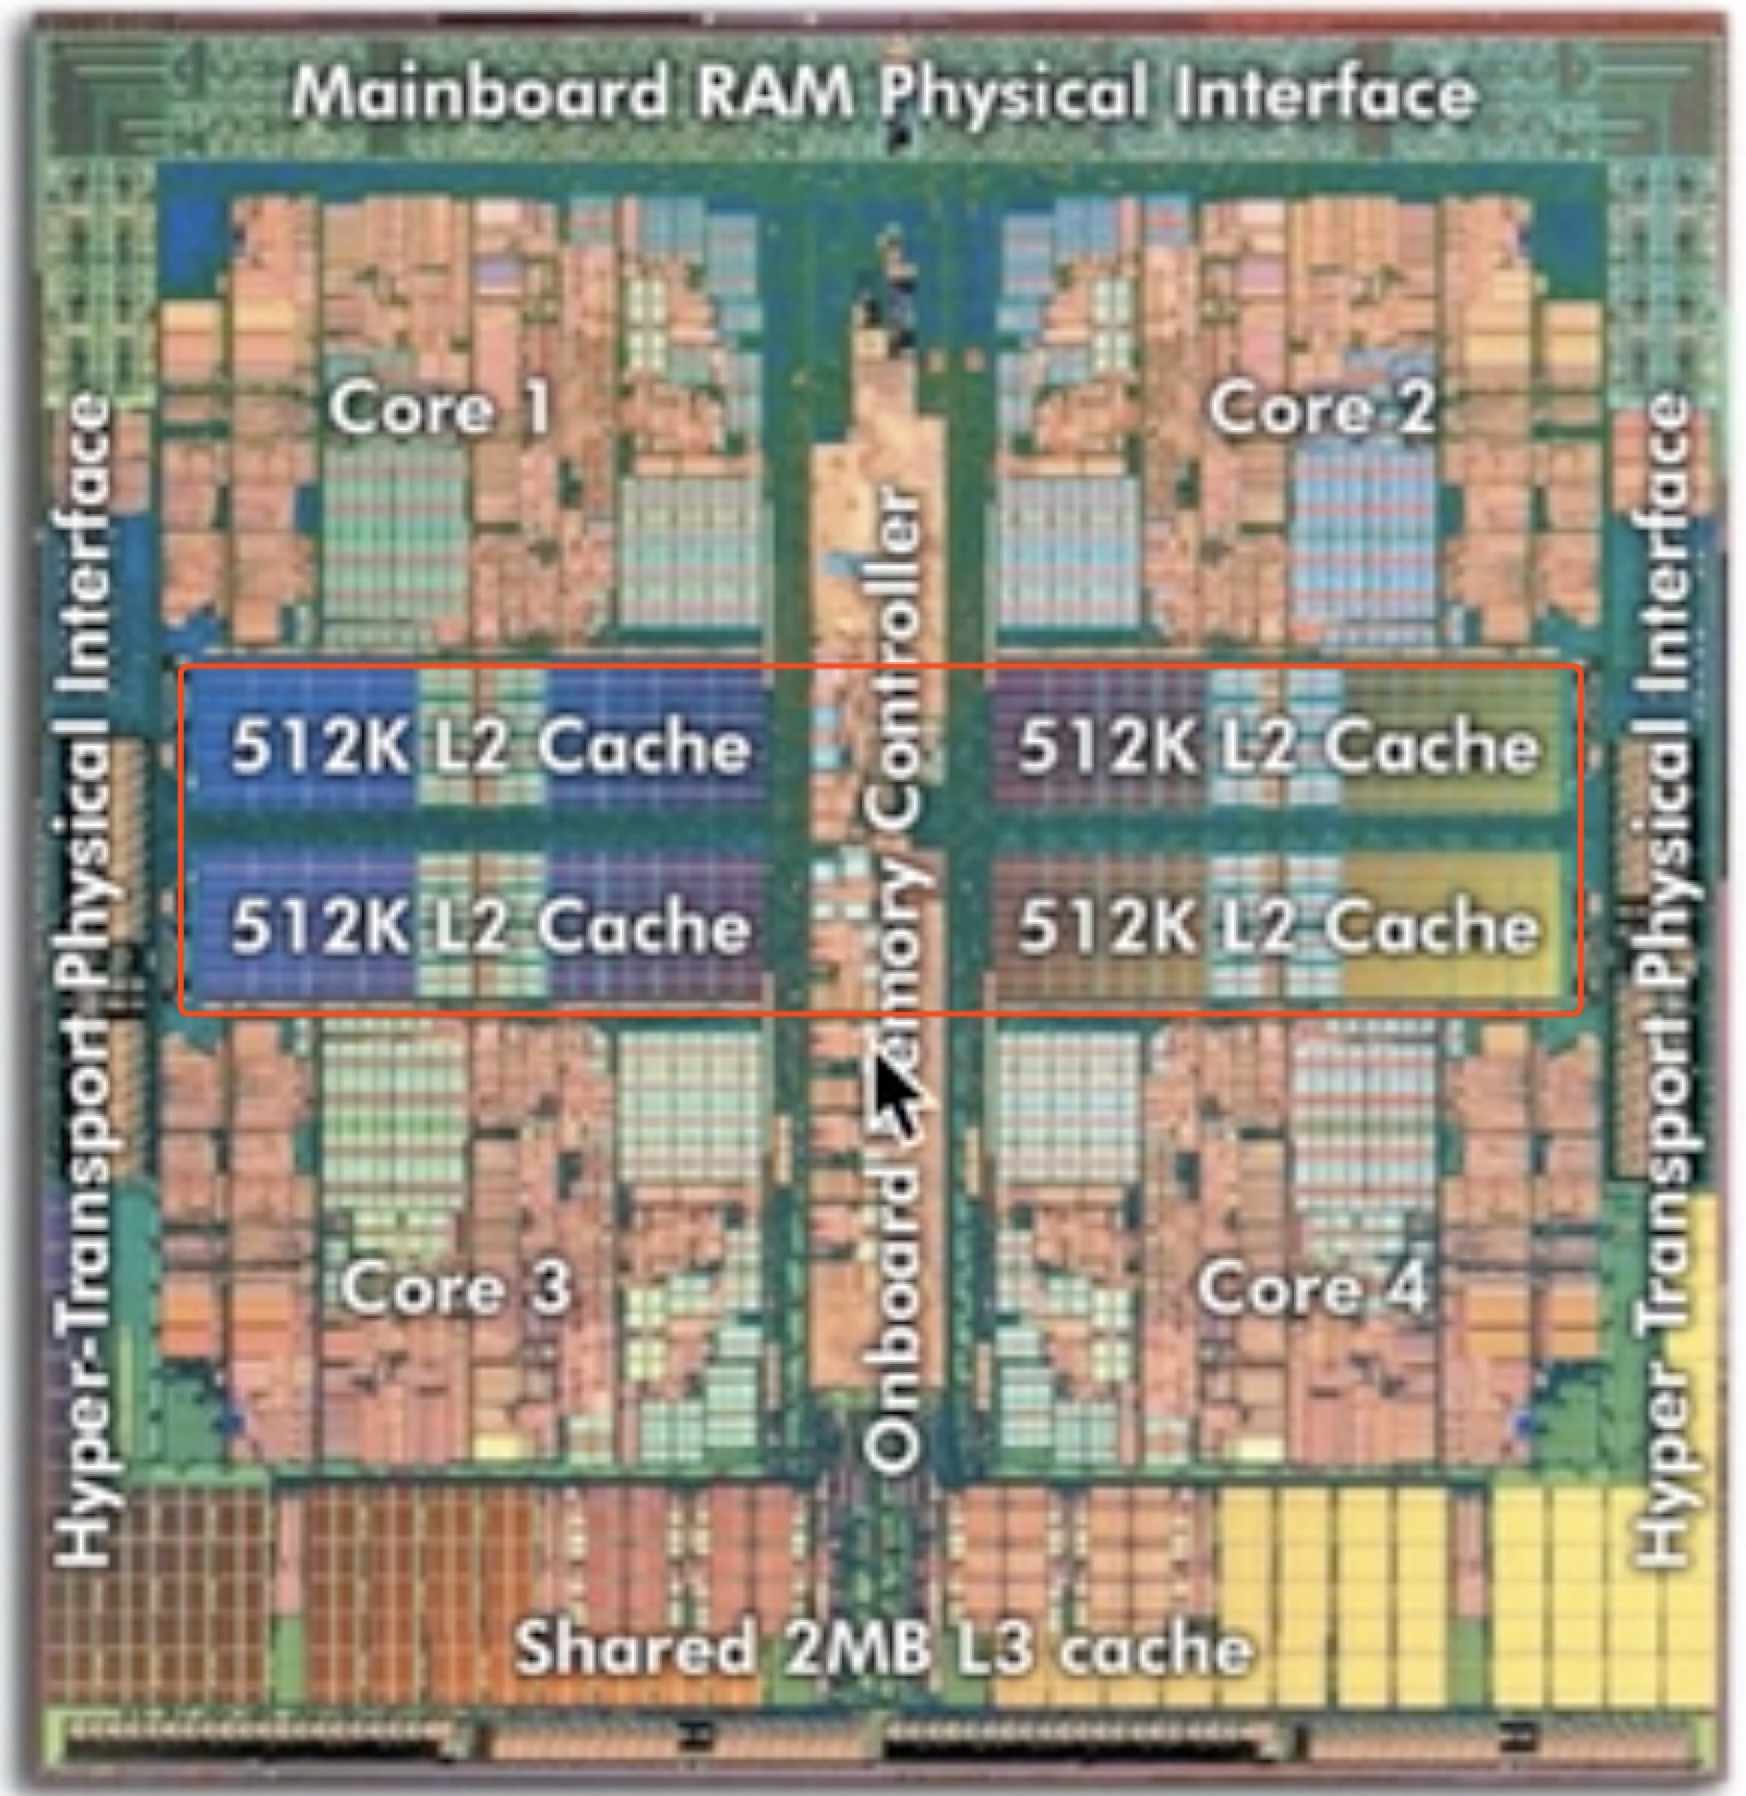 Mainboard RAM Physical Interface
Core 1
Core 2
Hyper-Transport Physical Interface
Onboard Memory Controller
Hyper Transport Physical Interface
512K L2 Cache
512K L2 Cache
512K L2 Cache
512K L2 Cache
Core 3
Core 4
Shared 2MB L3 cache